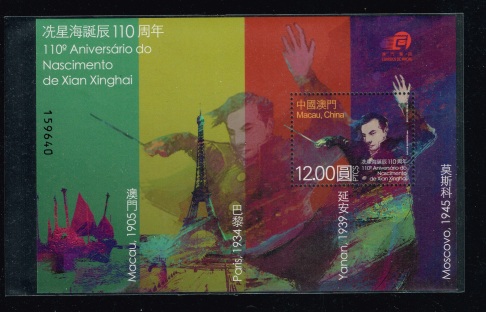 冼星海誕辰110周年
110º Aniversário do
Nascimento
de Xian Xinghai
159640
中國澳門
Macau, China
冼星海誕辰110周年
110º Aniversário
do Nascimento
de Xian Xinghai
12.00圓
PTCS
澳門
Macau, 1905
巴黎
Paris, 1934
延安
Yanan, 1939
莫斯科
Moscovo, 1945